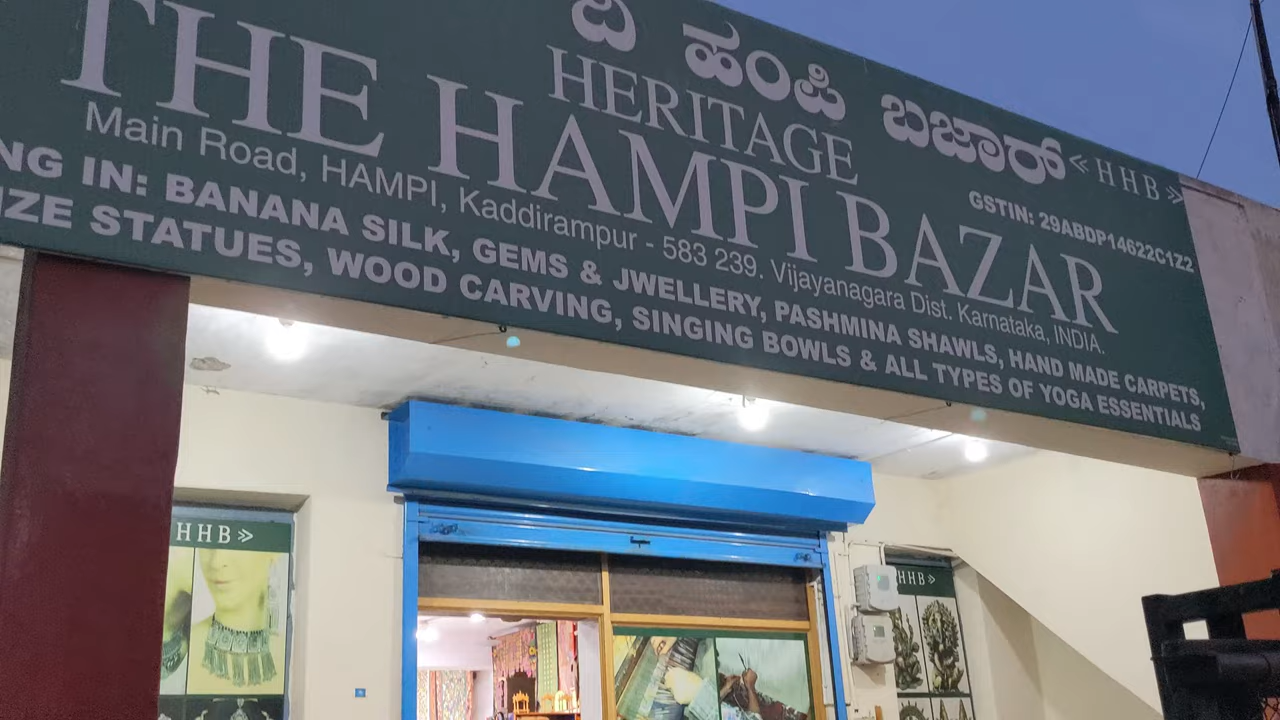 ದಿ ಹಂಪಿ ಬಜಾರ್ «HHB»
HERITAGE
THE HAMPI BAZAR
GSTIN: 29ABDP14622C1Z2
Main Road, HAMPI, Kaddirampur - 583 239. Vijayanagara Dist. Karnataka, INDIA.
NG IN: BANANA SILK, GEMS & JWELLERY, PASHMINA SHAWLS, HAND MADE CARPETS,
IZE STATUES, WOOD CARVING, SINGING BOWLS & ALL TYPES OF YOGA ESSENTIALS
HHB»
HHB»